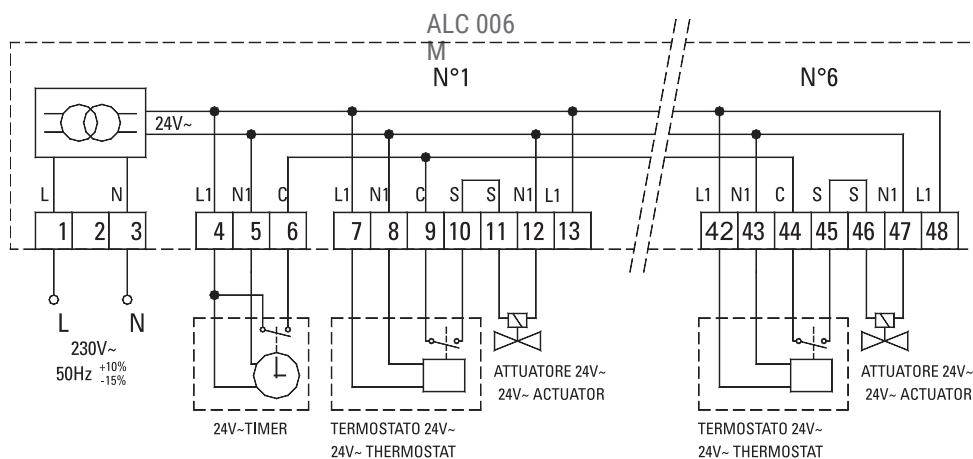 ALC 006
M
N°1
N°6
24V~
L
N
L1
N1
C
L1
N1
C
S
S
N1
L1
L1
N1
C
S
S
N1
L1
1
2
3
4
5
6
7
8
9
10
11
12
13
42
43
44
45
46
47
48
L
N
230V~
50Hz +10%
-15%
24V~TIMER
TERMOSTATO 24V~
24V~ THERMOSTAT
ATTUATORE 24V~
24V~ ACTUATOR
TERMOSTATO 24V~
24V~ THERMOSTAT
ATTUATORE 24V~
24V~ ACTUATOR